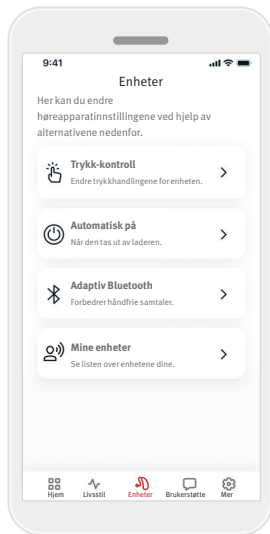 9:41
Enheter
Her kan du endre
høreapparatinnstillingene ved hjelp av
alternativene nedenfor.
Trykk-kontroll
Endre trykkhandlingene for enheten.
Automatisk på
Når den tas ut av laderen.
Adaptiv Bluetooth
Forbedrer håndfrie samtaler.
Mine enheter
Se listen over enhetene dine.
Hjem Livsstil Enheter Brukerstøtte Mer